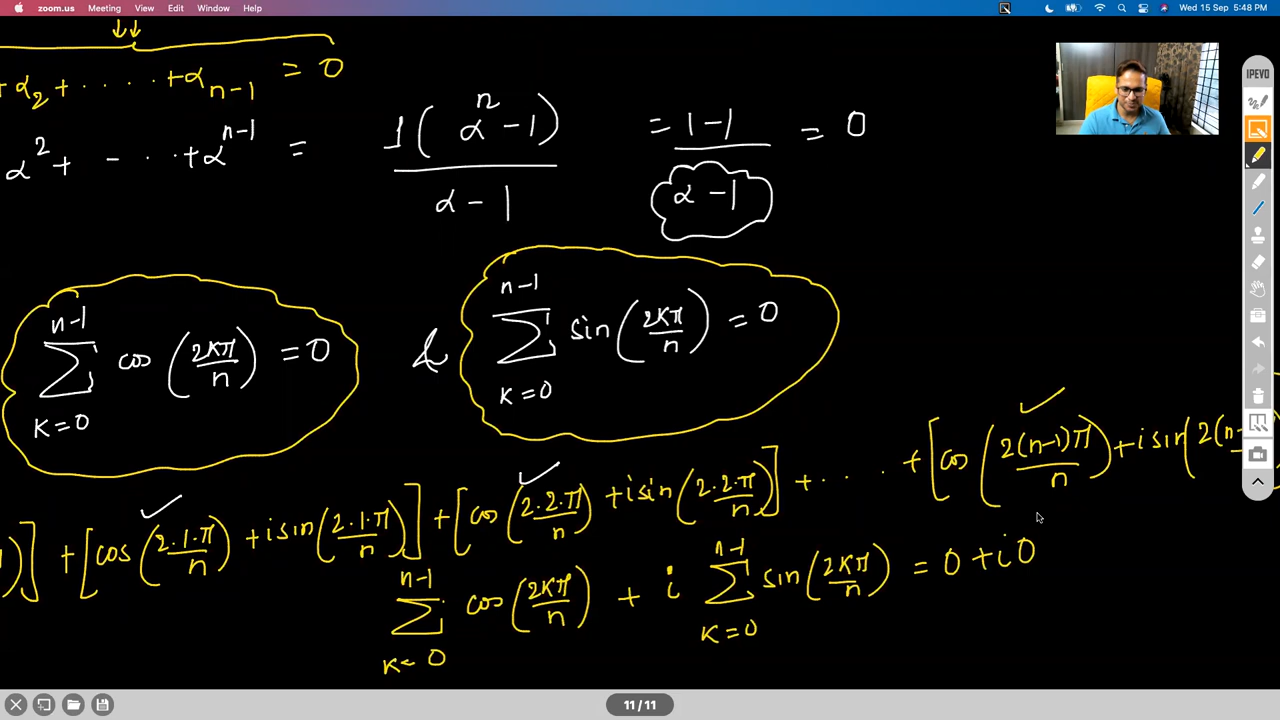 zoom.us Meeting View Edit Window Help Wed 15 Sep 5:48 PM
IPEVO
+α₂ + . . . . . + αₙ₋₁ = 0
α² + - . . . + αⁿ⁻¹ = 1(αⁿ - 1) / α - 1 = 1 - 1 / α - 1 = 0
n-1 ∑ K=0 cos (2Kπ/n) = 0 & n-1 ∑ K=0 sin (2Kπ/n) = 0
)] + [cos (2.1.π/n) + i sin (2.1.π/n)] + [cos (2.2.π/n) + i sin (2.2.π/n)] + . . . . + [cos (2(n-1)π/n) + i sin (2(n-
n-1 ∑ K=0 cos (2Kπ/n) + i n-1 ∑ K=0 sin (2Kπ/n) = 0 + i0
11 / 11